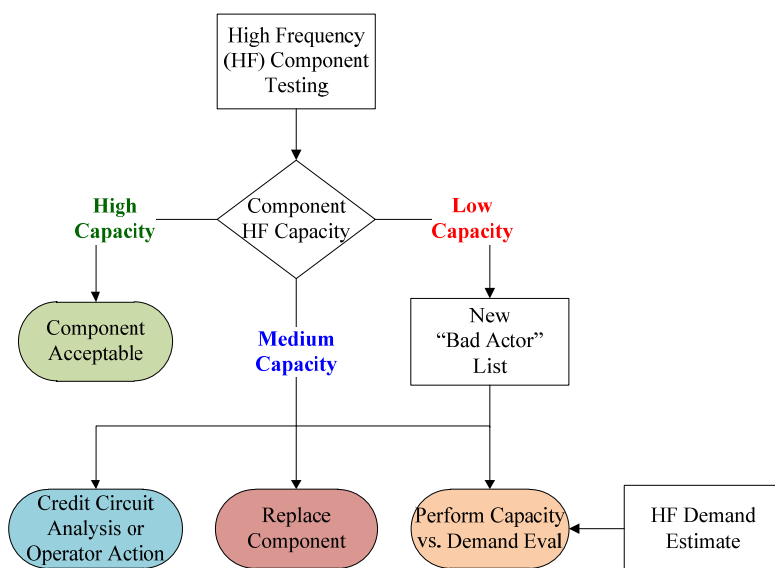 High Frequency
(HF) Component
Testing
High
Capacity
Component
HF Capacity
Low
Capacity
Component
Acceptable
Medium
Capacity
New
“Bad Actor”
List
Credit Circuit
Analysis or
Operator Action
Replace
Component
Perform Capacity
vs. Demand Eval
HF Demand
Estimate